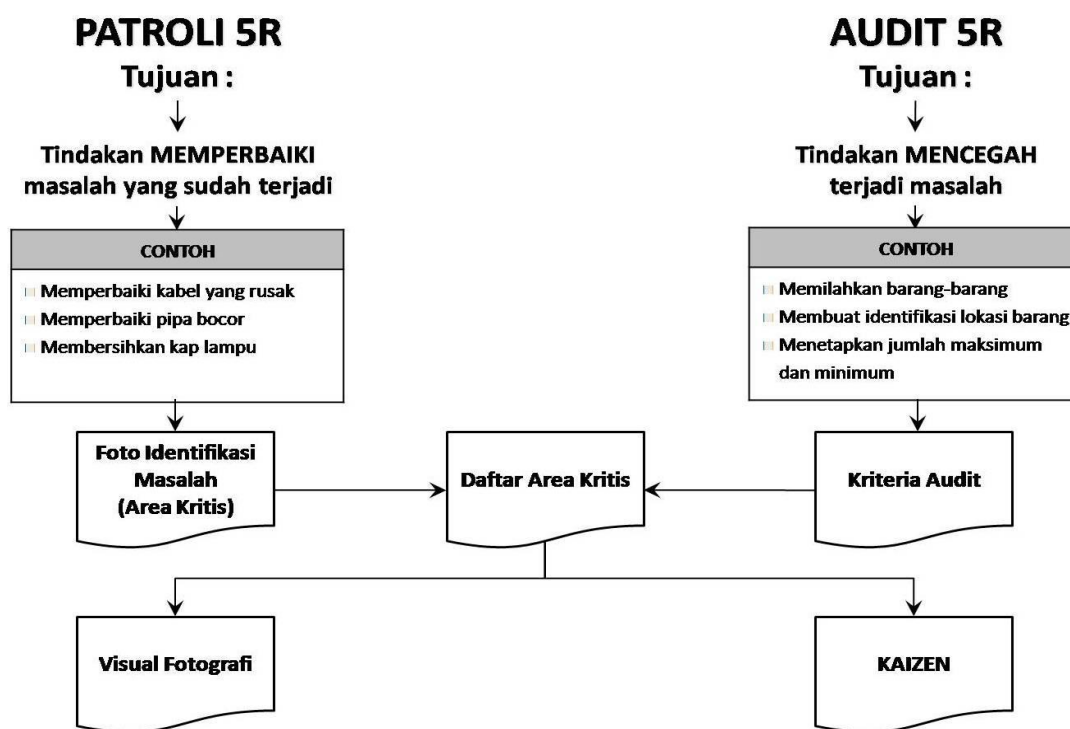 PATROLI 5R
Tujuan :
Tindakan MEMPERBAIKI
masalah yang sudah terjadi
CONTOH
Memperbaiki kabel yang rusak
Memperbaiki pipa bocor
Membersihkan kap lampu
Foto Identifikasi
Masalah
(Area Kritis)
AUDIT 5R
Tujuan :
Tindakan MENCEGAH
terjadi masalah
CONTOH
Memilahkan barang-barang
Membuat identifikasi lokasi barang
Menetapkan jumlah maksimum
dan minimum
Kriteria Audit
Daftar Area Kritis
Visual Fotografi
KAIZEN